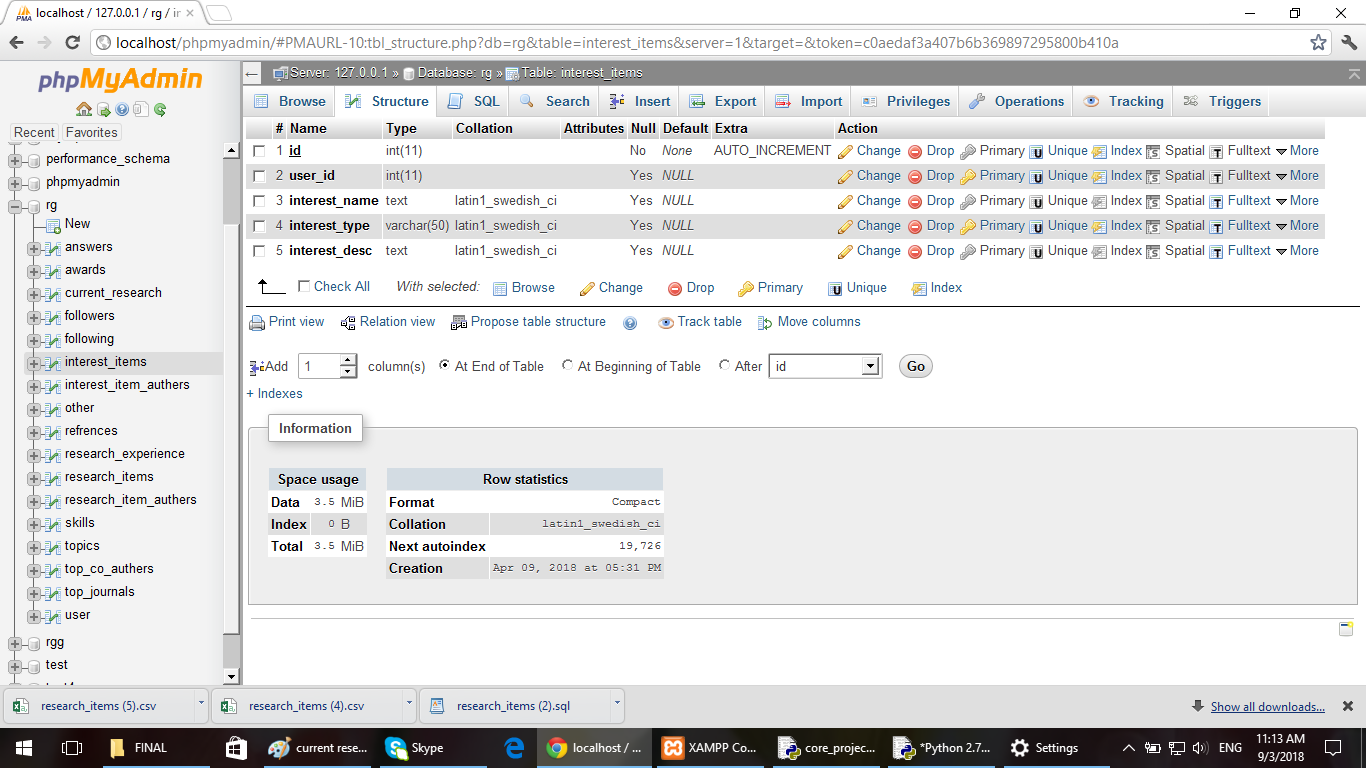 localhost / 127.0.0.1 / rg / ir
localhost/phpmyadmin/#PMAURL-10:tbl_structure.php?db=rg&table=interest_items&server=1&target=&token=c0aedaf3a407b6b369897295800b410a
phpMyAdmin
Recent Favorites
performance_schema
phpmyadmin
rg
New
answers
awards
current_research
followers
following
interest_items
interest_item_authers
other
refrences
research_experience
research_items
research_item_authers
skills
topics
top_co_authers
top_journals
user
rgg
test
Server: 127.0.0.1 » Database: rg » Table: interest_items
Browse Structure SQL Search Insert Export Import Privileges Operations Tracking Triggers
# Name Type Collation Attributes Null Default Extra Action
1 id int(11) No None AUTO_INCREMENT Change Drop Primary Unique Index Spatial Fulltext More
2 user_id int(11) Yes NULL Change Drop Primary Unique Index Spatial Fulltext More
3 interest_name text latin1_swedish_ci Yes NULL Change Drop Primary Unique Index Spatial Fulltext More
4 interest_type varchar(50) latin1_swedish_ci Yes NULL Change Drop Primary Unique Index Spatial Fulltext More
5 interest_desc text latin1_swedish_ci Yes NULL Change Drop Primary Unique Index Spatial Fulltext More
Check All With selected: Browse Change Drop Primary Unique Index
Print view Relation view Propose table structure Track table Move columns
Add 1 column(s) At End of Table At Beginning of Table After id Go
+ Indexes
Information
Space usage
Data 3.5 MiB
Index 0 B
Total 3.5 MiB
Row statistics
Format Compact
Collation latin1_swedish_ci
Next autoindex 19,726
Creation Apr 09, 2018 at 05:31 PM
research_items (5).csv research_items (4).csv research_items (2).sql Show all downloads...
FINAL current rese... Skype localhost / ... XAMPP Co... core_projec... *Python 2.7... Settings ENG 11:13 AM
9/3/2018